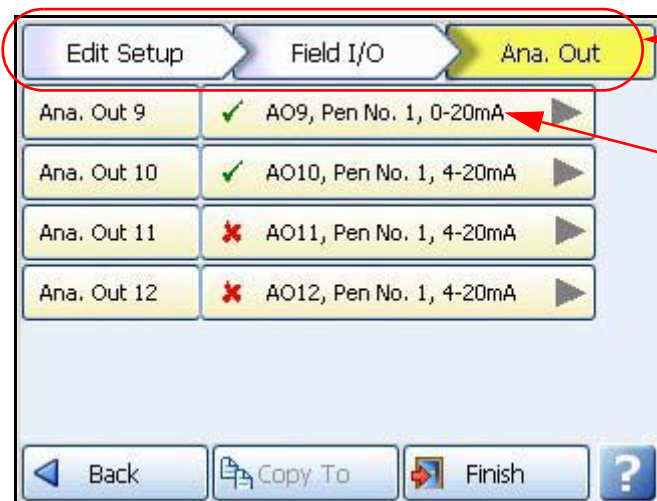 Edit Setup Field I/O Ana. Out
Ana. Out 9 AO9, Pen No. 1, 0-20mA
Ana. Out 10 AO10, Pen No. 1, 4-20mA
Ana. Out 11 AO11, Pen No. 1, 4-20mA
Ana. Out 12 AO12, Pen No. 1, 4-20mA
Back Copy To Finish ?